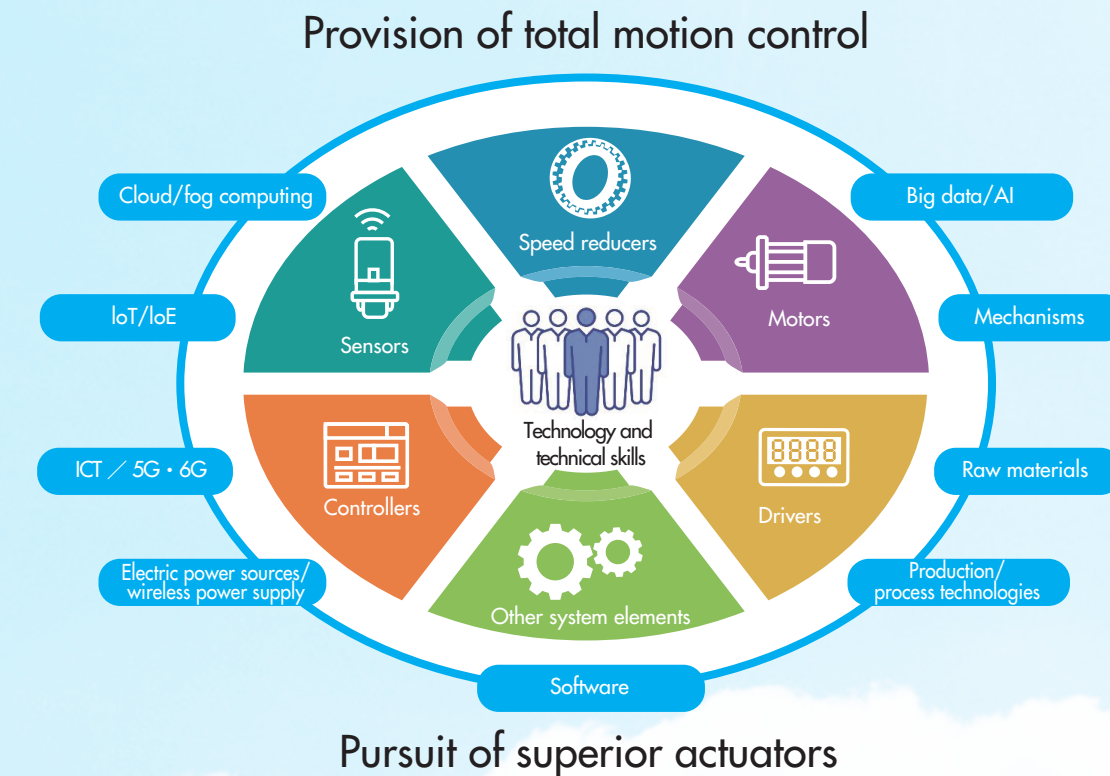 Provision of total motion control
Cloud/fog computing
Big data/AI
Speed reducers
Sensors
Motors
IoT/IoE
Mechanisms
Technology and
technical skills
ICT ／ 5G・6G
Raw materials
Controllers
Drivers
Electric power sources/
wireless power supply
Production/
process technologies
8888
Other system elements
Software
Pursuit of superior actuators